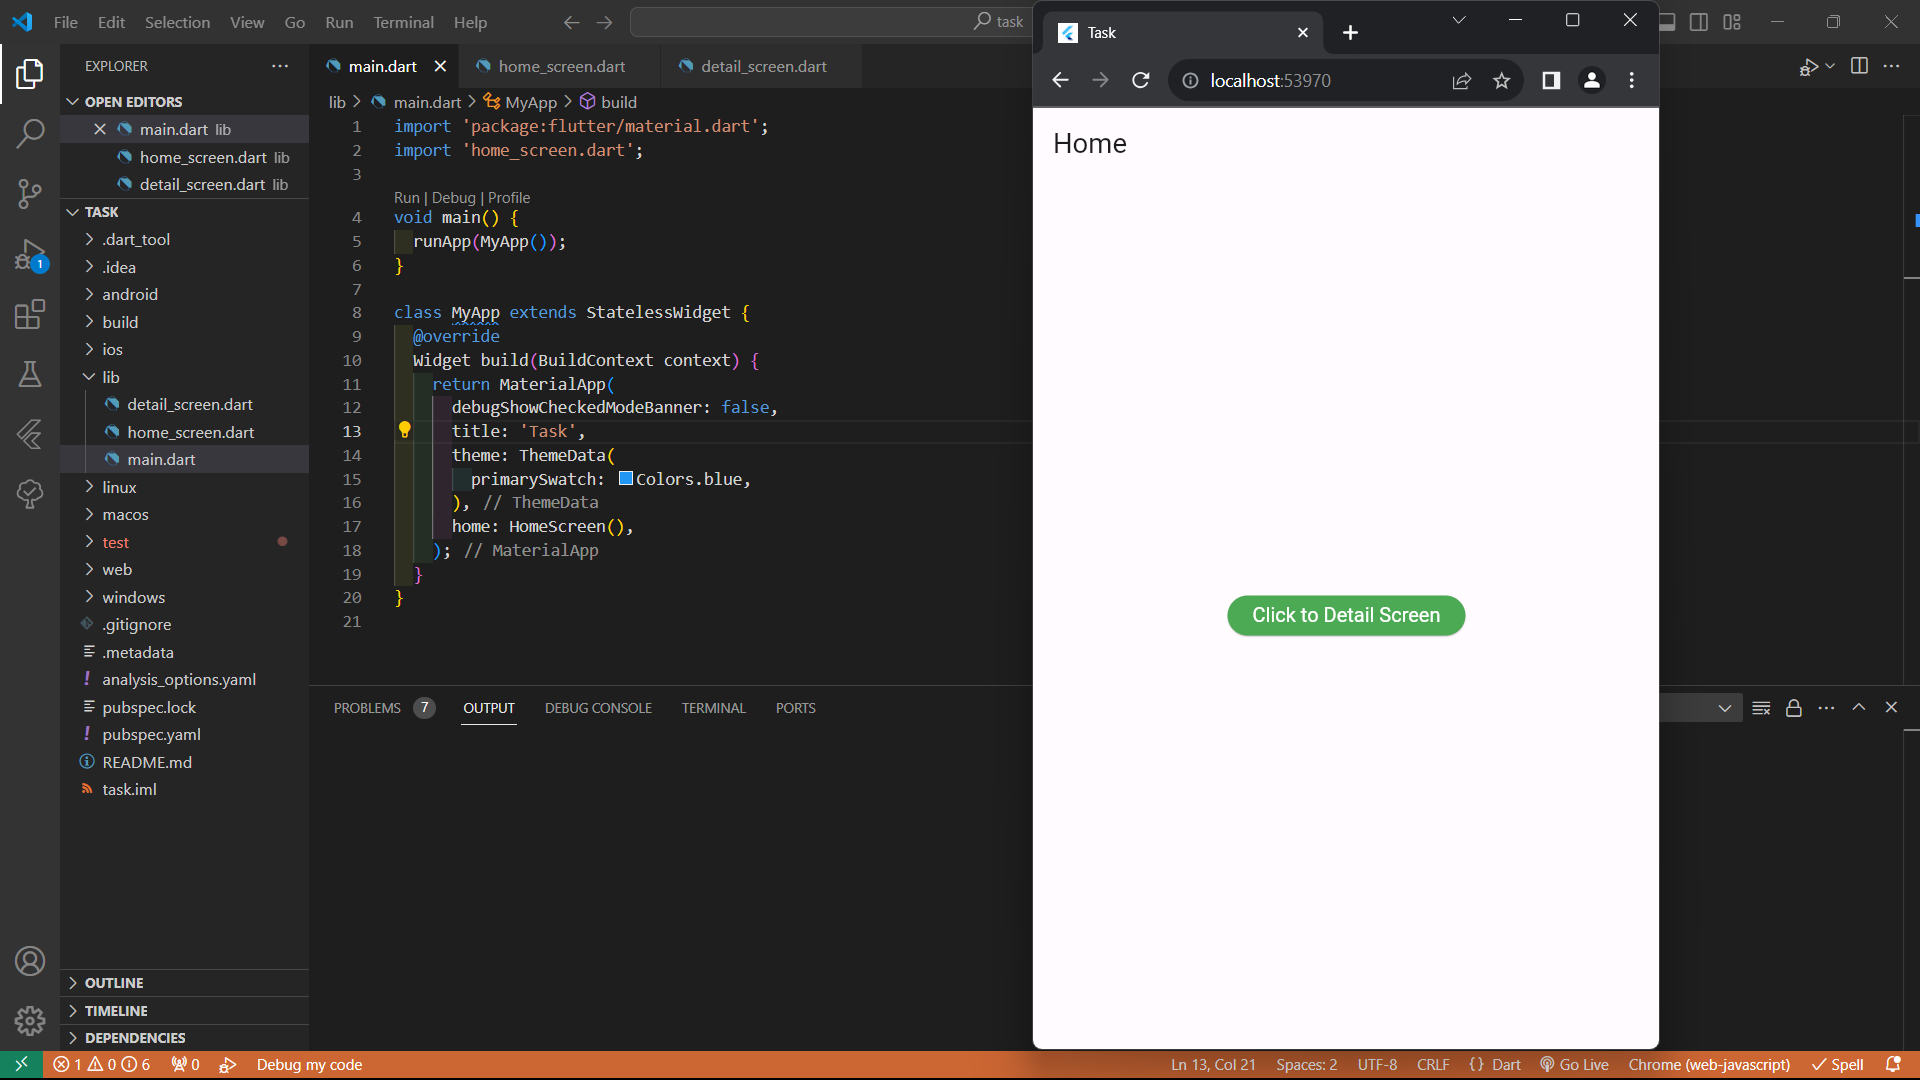 File Edit Selection View Go Run Terminal Help
task
EXPLORER
OPEN EDITORS
main.dart lib
home_screen.dart lib
detail_screen.dart lib
TASK
.dart_tool
.idea
android
build
ios
lib
detail_screen.dart
home_screen.dart
main.dart
linux
macos
test
web
windows
.gitignore
.metadata
analysis_options.yaml
pubspec.lock
pubspec.yaml
README.md
task.iml
OUTLINE
TIMELINE
DEPENDENCIES
main.dart home_screen.dart detail_screen.dart
lib > main.dart > MyApp > build
1 import 'package:flutter/material.dart';
2 import 'home_screen.dart';
3
Run | Debug | Profile
4 void main() {
5 runApp(MyApp());
6 }
7
8 class MyApp extends StatelessWidget {
9 @override
10 Widget build(BuildContext context) {
11 return MaterialApp(
12 debugShowCheckedModeBanner: false,
13 title: 'Task',
14 theme: ThemeData(
15 primarySwatch: Colors.blue,
16 ), // ThemeData
17 home: HomeScreen(),
18 ); // MaterialApp
19 }
20 }
21
PROBLEMS 7 OUTPUT DEBUG CONSOLE TERMINAL PORTS
Task
localhost:53970
Home
Click to Detail Screen
1
1 0 6 0 Debug my code
Ln 13, Col 21 Spaces: 2 UTF-8 CRLF {} Dart Go Live Chrome (web-javascript) Spell